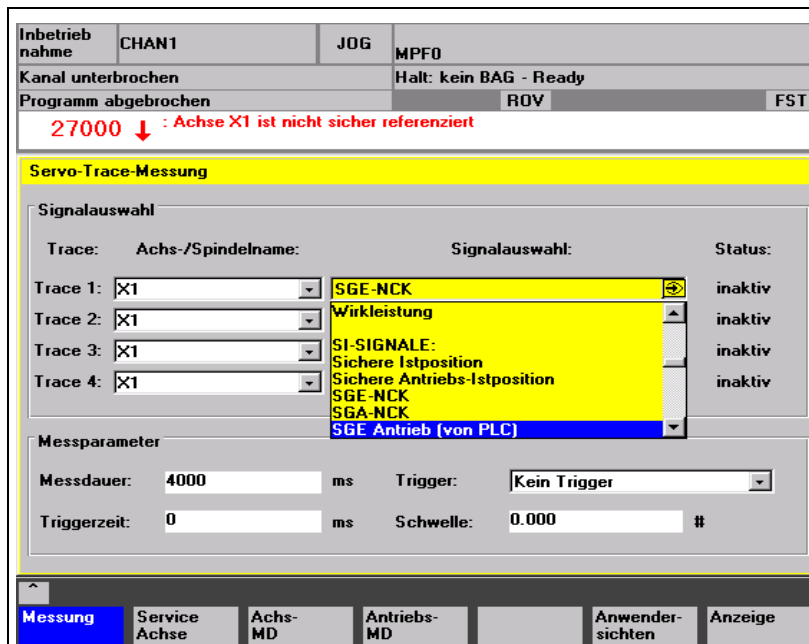 Inbetrieb
nahme
CHAN1
JOG
MPF0
Kanal unterbrochen
Halt: kein BAG - Ready
Programm abgebrochen
ROV
FST
27000 ↓ : Achse X1 ist nicht sicher referenziert
Servo-Trace-Messung
Signalauswahl
Trace: Achs-/Spindelname: Signalauswahl: Status:
Trace 1: X1 SGE-NCK inaktiv
Trace 2: X1 inaktiv
Trace 3: X1 inaktiv
Trace 4: X1 inaktiv
Wirkleistung
SI-SIGNALE:
Sichere Istposition
Sichere Antriebs-Istposition
SGE-NCK
SGA-NCK
SGE Antrieb (von PLC)
Messparameter
Messdauer: 4000 ms Trigger: Kein Trigger
Triggerzeit: 0 ms Schwelle: 0.000 #
^
Messung
Service
Achse
Achs-
MD
Antriebs-
MD
Anwender-
sichten
Anzeige